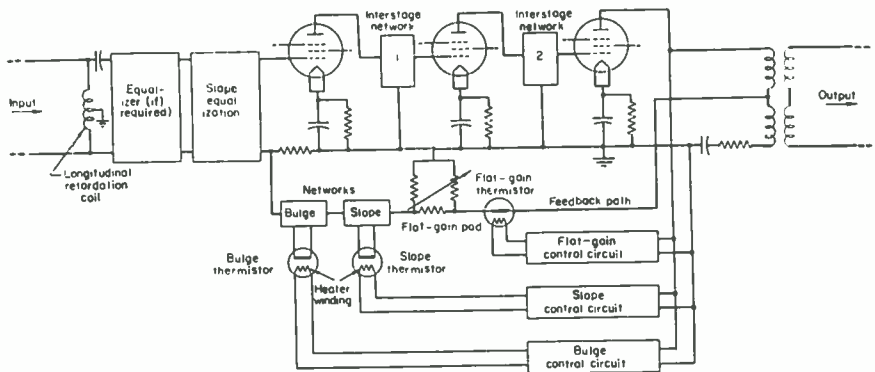 Interstage
network
Interstage
network
1
2
Input
Equal-
izer (if)
required)
Slope
equal
ization
Output
Longitudinal
retardation
coil
Networks
Bulge
Slope
Flat-gain
thermistor
Flat-gain pad
Feedback path
Bulge
thermistor
Slope
thermistor
Heater
winding
Flat-gain
control circuit
Slope
control circuit
Bulge
control circuit